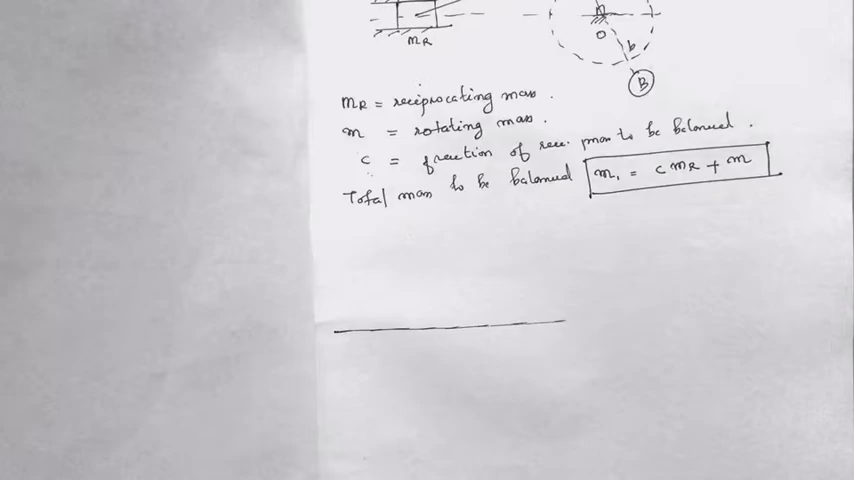 m
O
mR
b
B
mR = reciprocating mass.
m = rotating mass.
c = fraction of reci. mass to be balanced.
Total mass to be balanced m1 = c mR + m